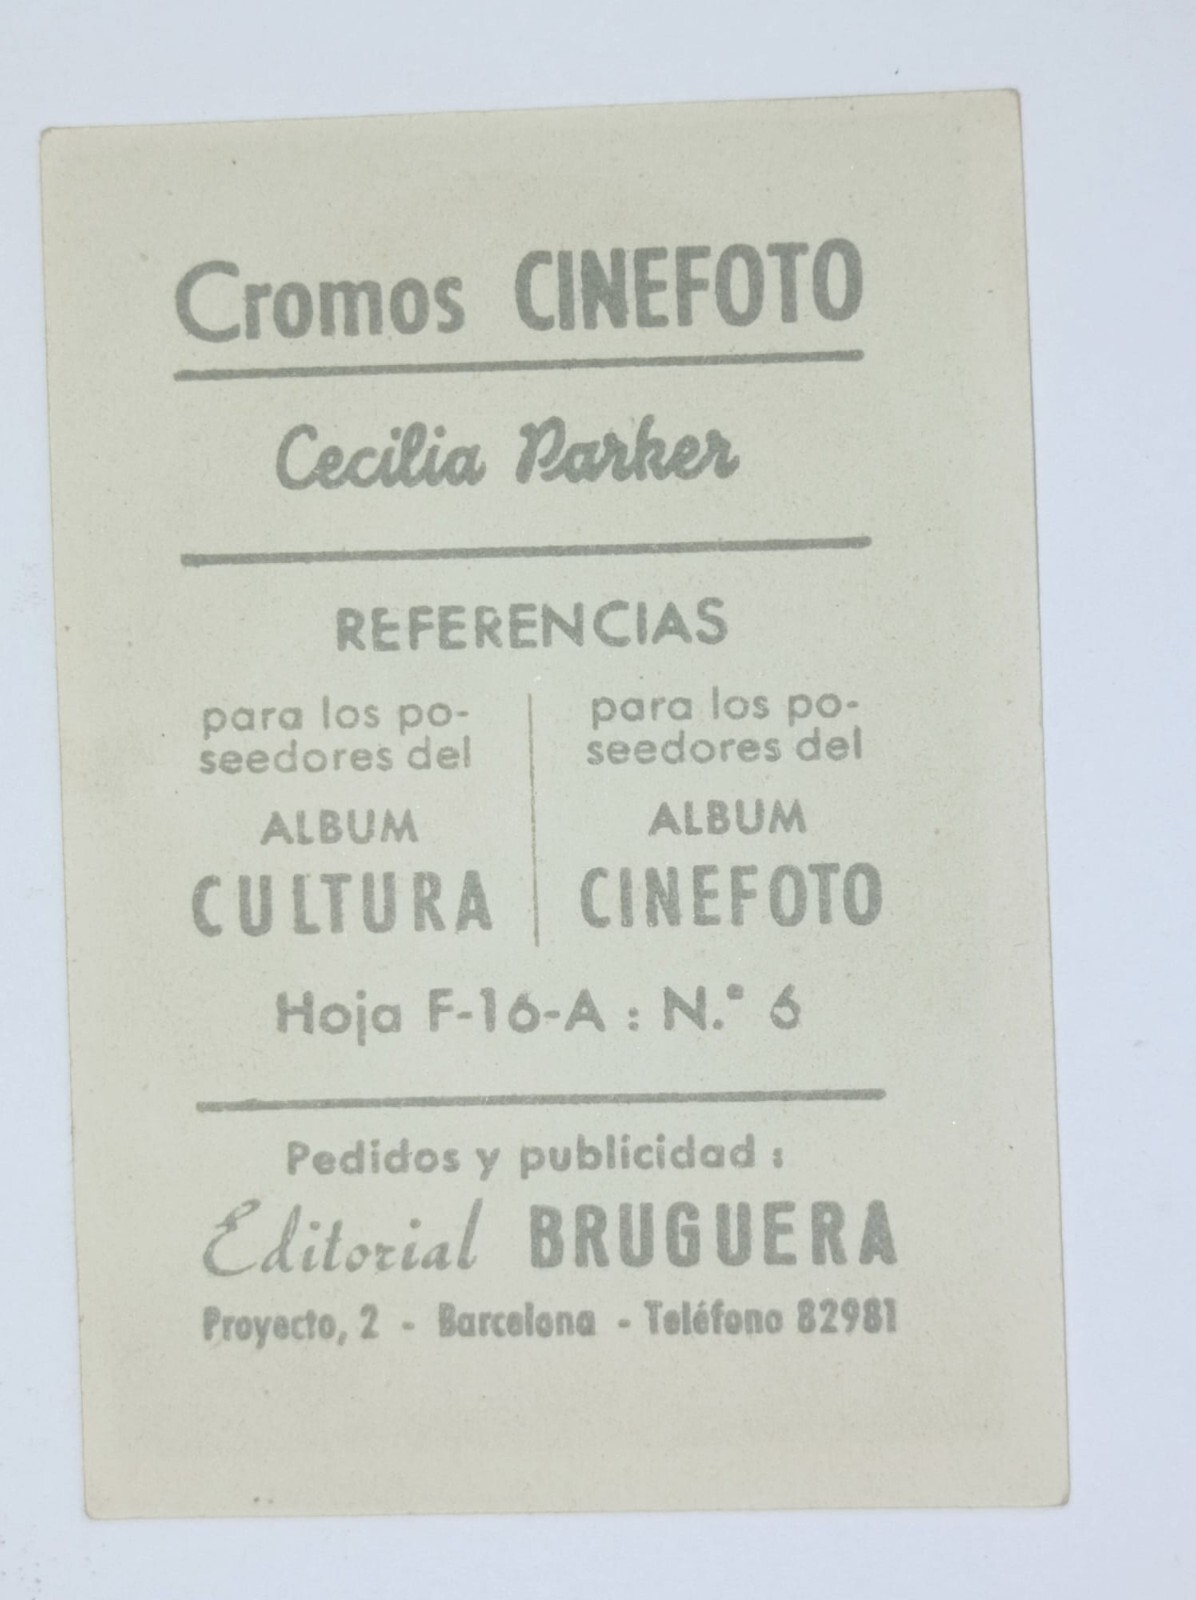 Cromos CINEFOTO
Cecilia Parker
REFERENCIAS
para los po-
seedores del
ALBUM
CULTURA
para los po-
seedores del
ALBUM
CINEFOTO
Hoja F-16-A : N.° 6
Pedidos y publicidad :
Editorial BRUGUERA
Proyecto, 2 - Barcelona - Teléfono 82981